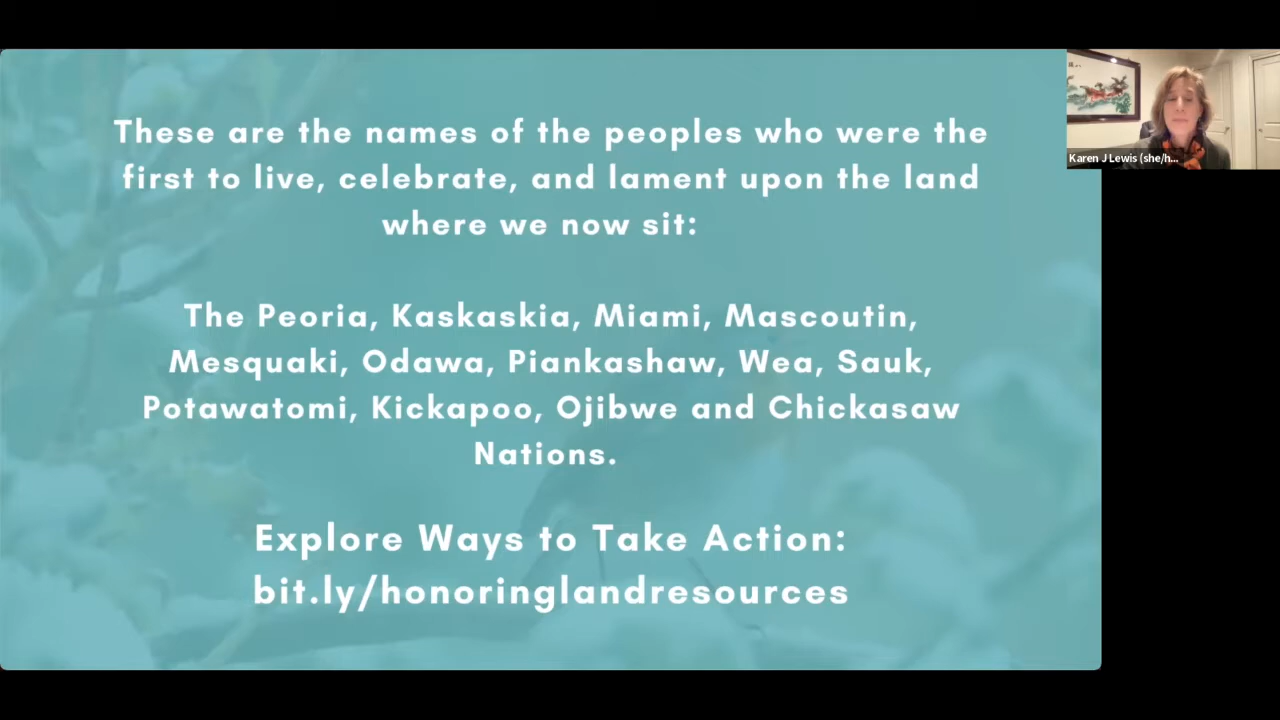 These are the names of the peoples who were the
first to live, celebrate, and lament upon the land
where we now sit:
The Peoria, Kaskaskia, Miami, Mascoutin,
Mesquaki, Odawa, Piankashaw, Wea, Sauk,
Potawatomi, Kickapoo, Ojibwe and Chickasaw
Nations.
Explore Ways to Take Action:
bit.ly/honoringlandresources
Karen J Lewis (she/h...